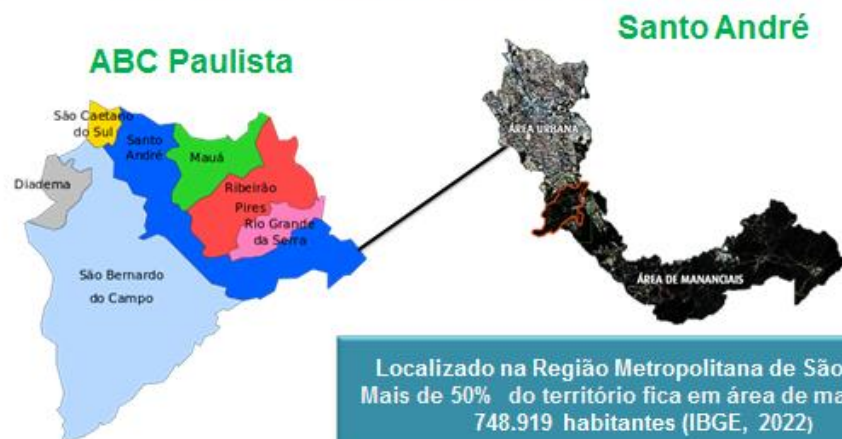 ABC Paulista
Santo André
São Caetano
do Sul
Santo
André
Mauá
Diadema
Ribeirão
Pires
Rio Grande
da Serra
São Bernardo
do Campo
ÁREA URBANA
ÁREA DE MANANCIAIS
Localizado na Região Metropolitana de São
Mais de 50% do território fica em área de ma
748.919 habitantes (IBGE, 2022)